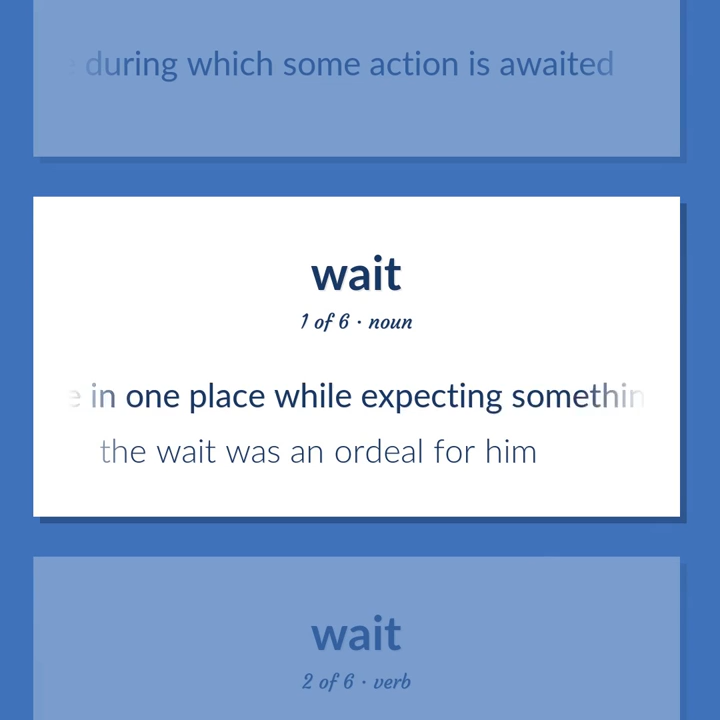 during which some action is awaited
wait
1 of 6 · noun
in one place while expecting somethin
the wait was an ordeal for him
wait
2 of 6 · verb